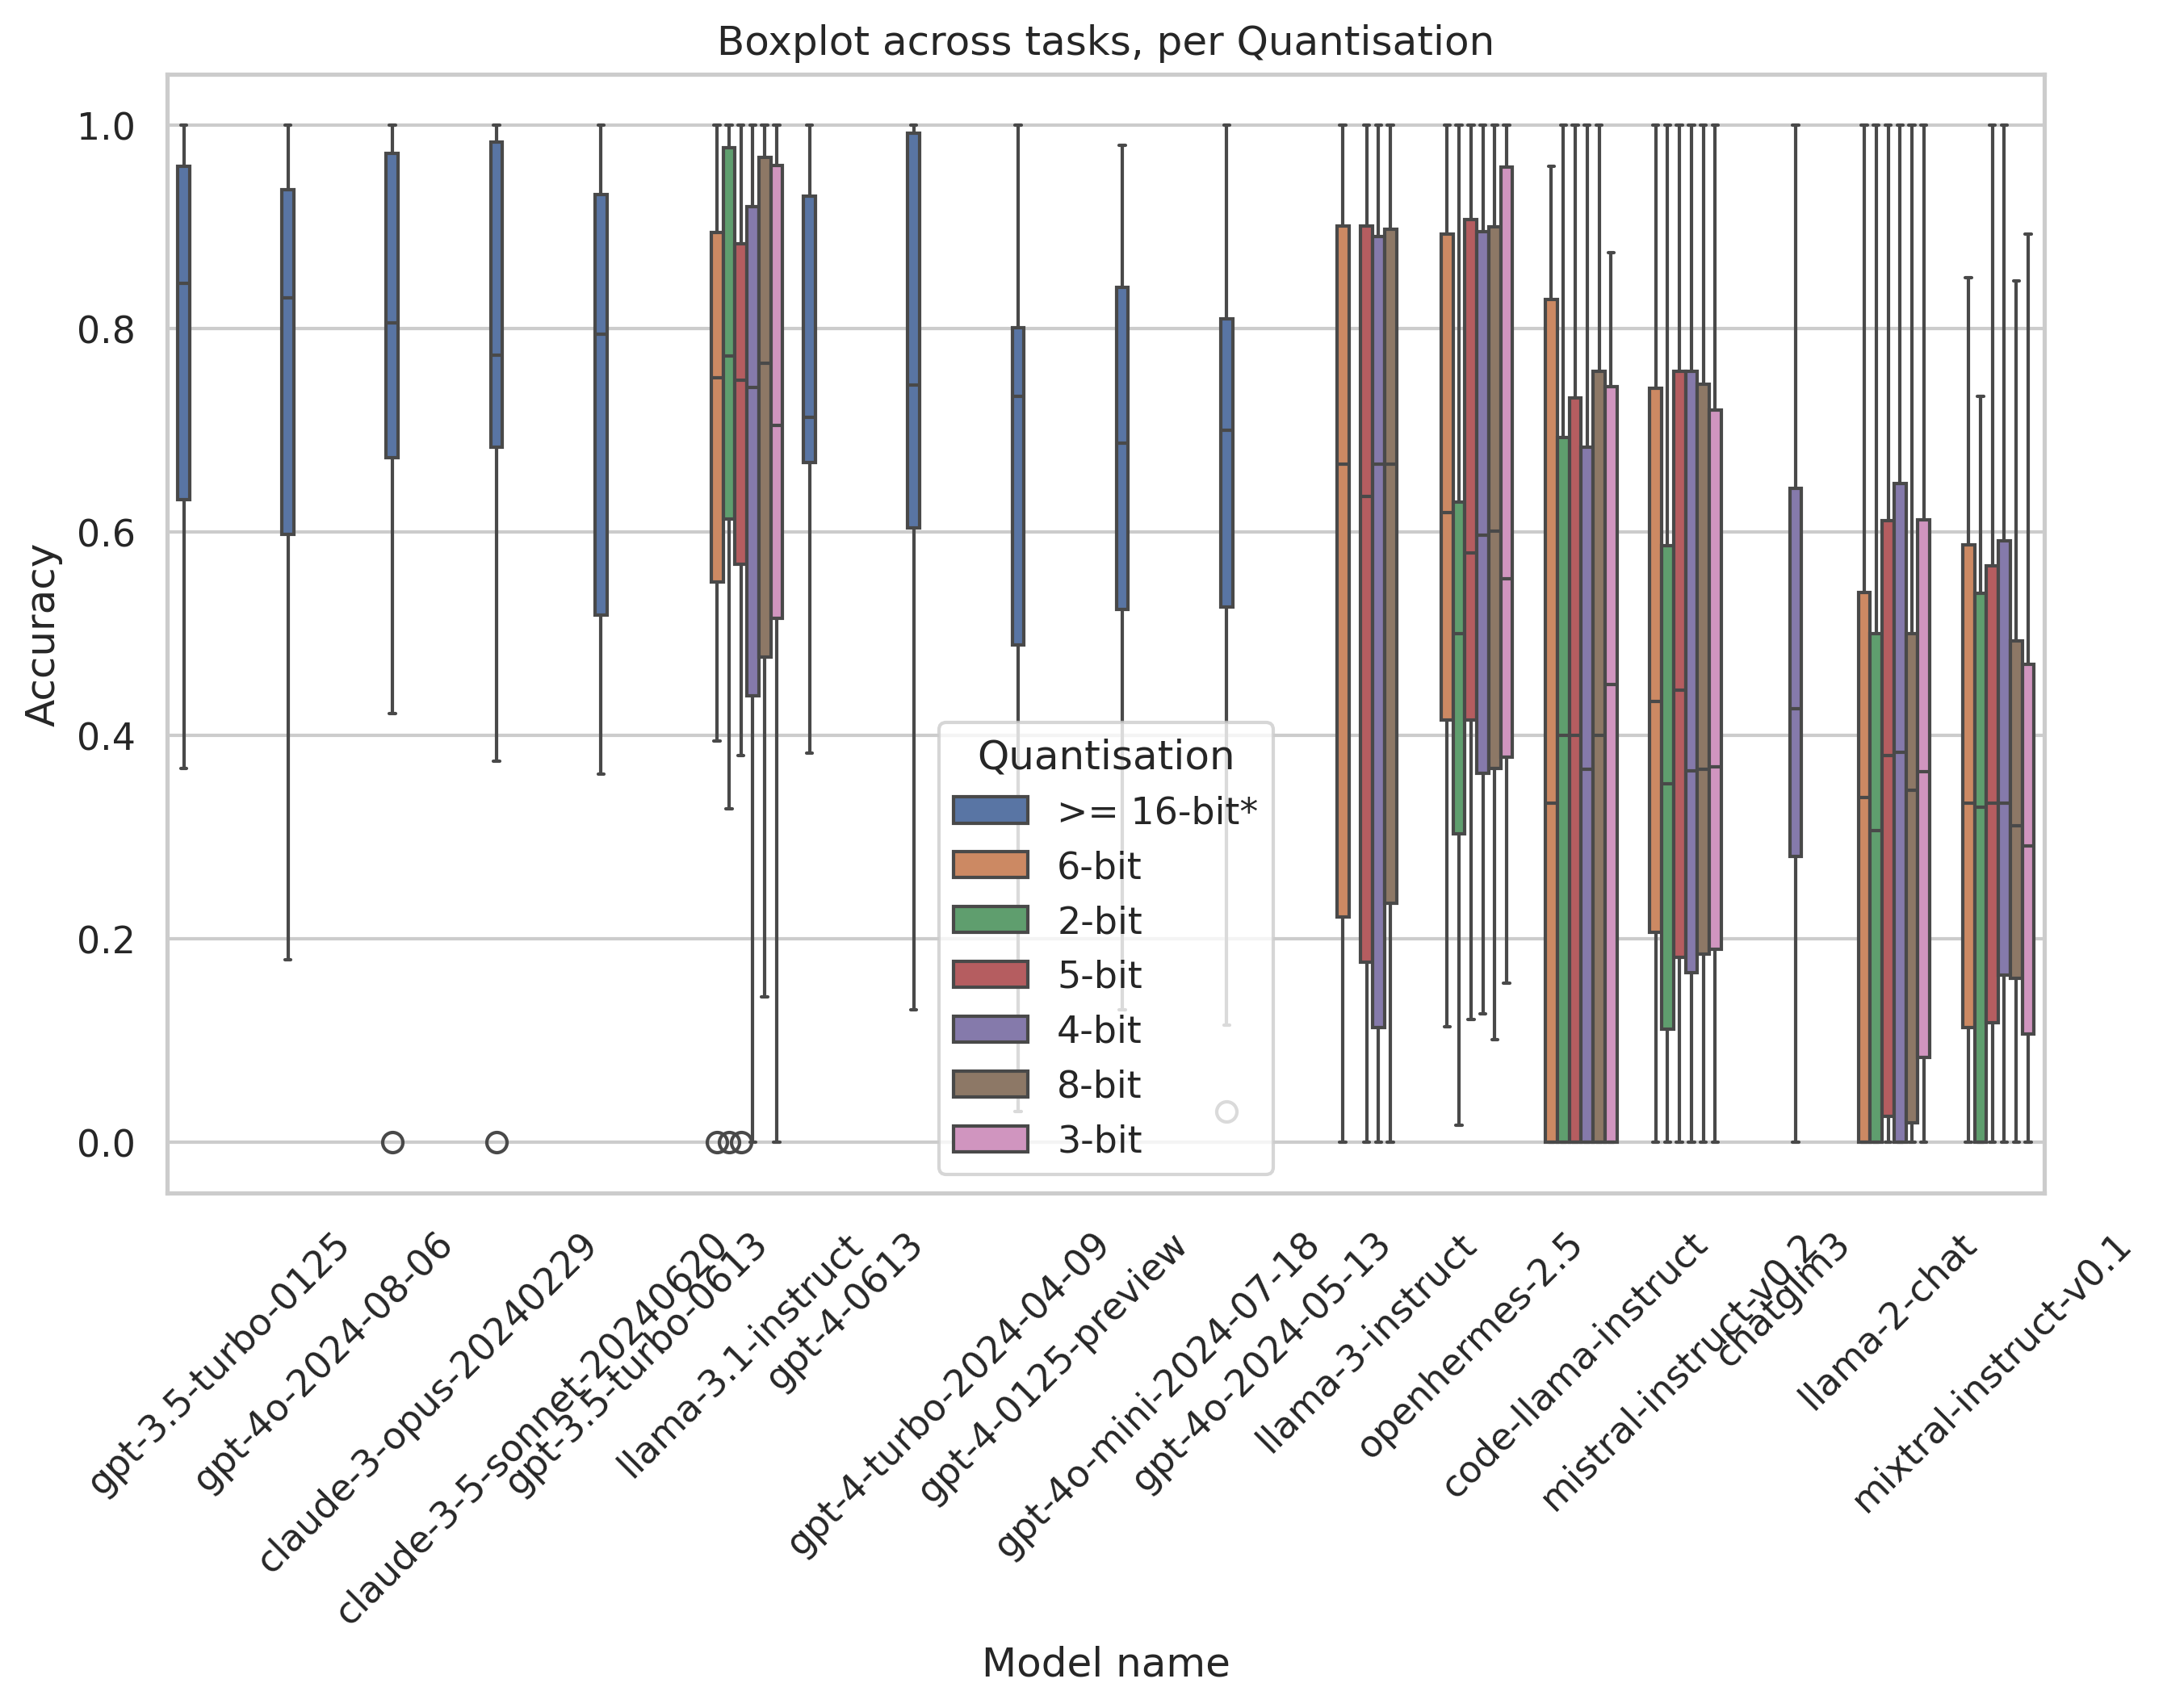 Boxplot across tasks, per Quantisation
Accuracy
1.0
0.8
0.6
0.4
0.2
0.0
Quantisation
>= 16-bit*
6-bit
2-bit
5-bit
4-bit
8-bit
3-bit
gpt-3.5-turbo-0125
gpt-4o-2024-08-06
claude-3-opus-20240229
claude-3-5-sonnet-20240620
gpt-3.5-turbo-0613
llama-3.1-instruct
gpt-4-0613
gpt-4-turbo-2024-04-09
gpt-4-0125-preview
gpt-4o-mini-2024-07-18
gpt-4o-2024-05-13
llama-3-instruct
openhermes-2.5
code-llama-instruct
mistral-instruct-v0.2
chatglm3
llama-2-chat
mixtral-instruct-v0.1
Model name